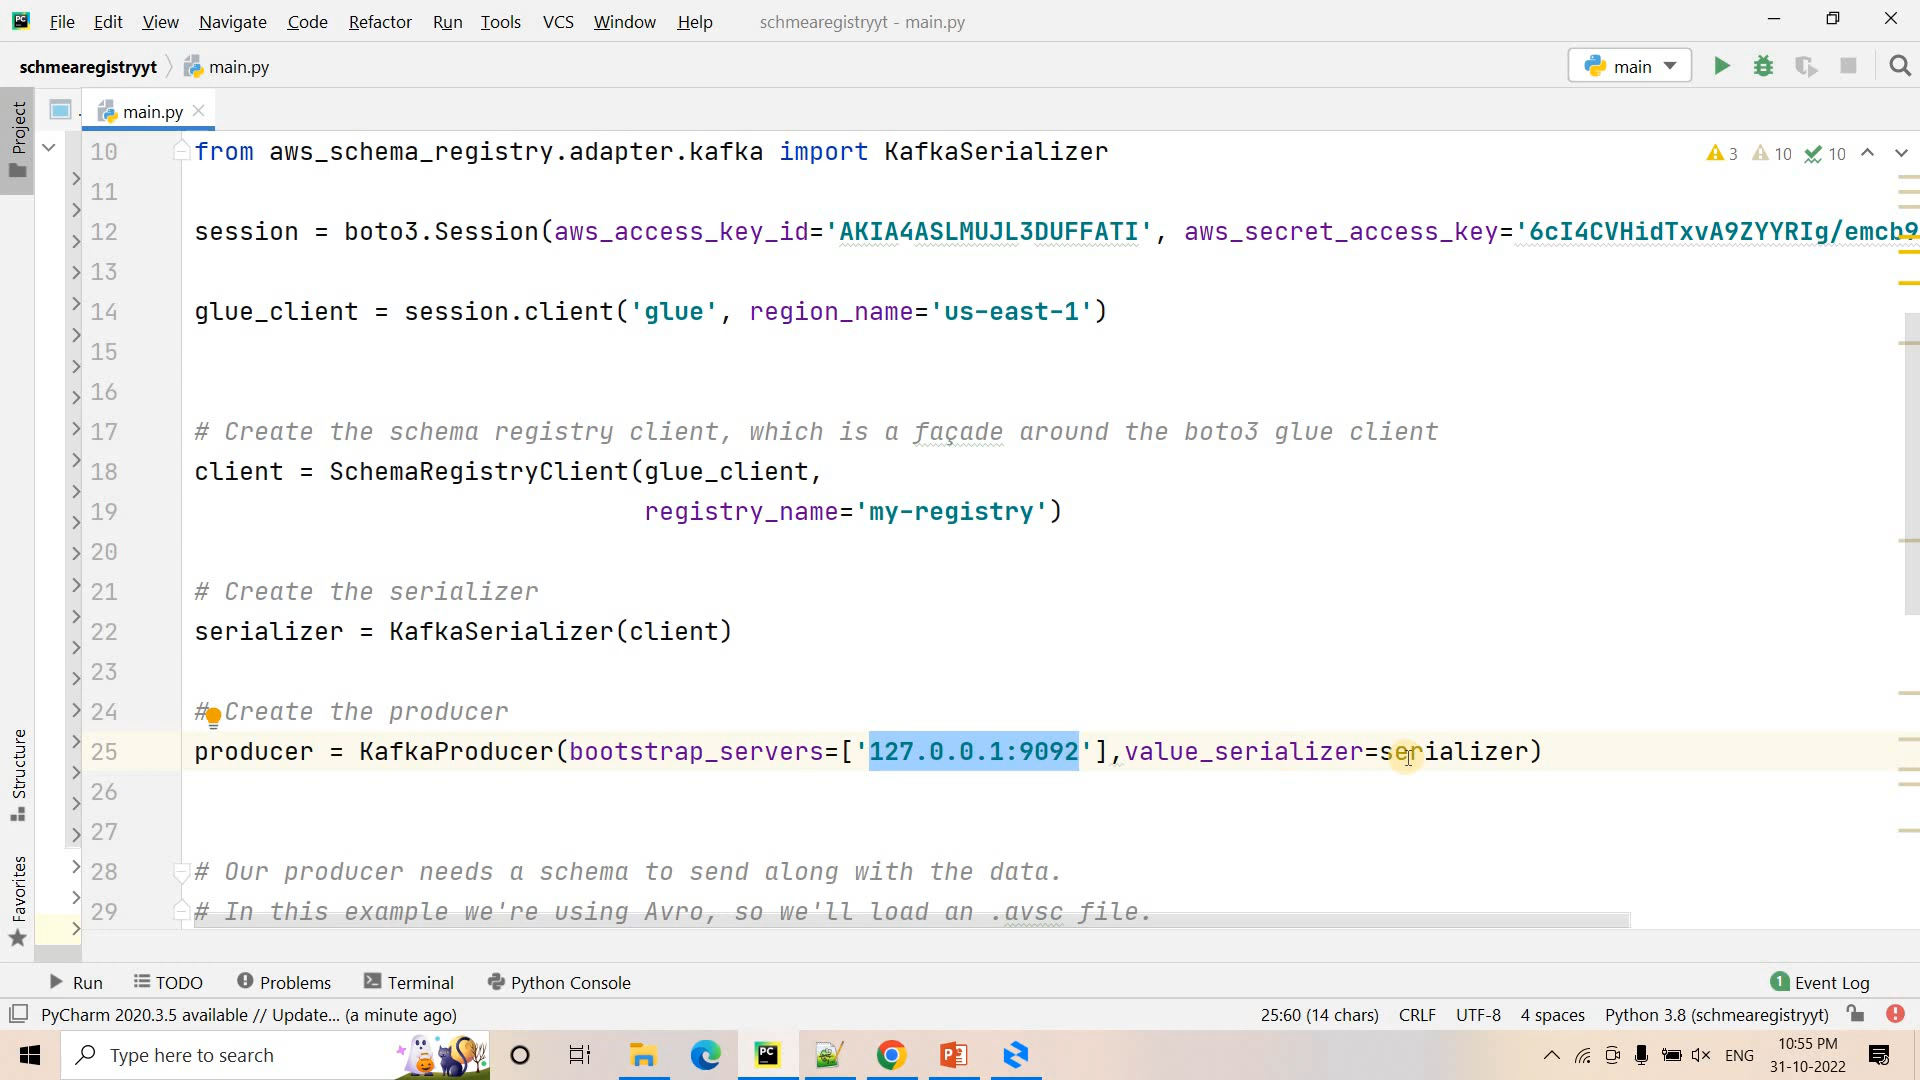 File Edit View Navigate Code Refactor Run Tools VCS Window Help schmearegistryyt - main.py
schmearegistryyt main.py main
Project
main.py
10 from aws_schema_registry.adapter.kafka import KafkaSerializer
3 10 10
11
12 session = boto3.Session(aws_access_key_id='AKIA4ASLMUJL3DUFFATI', aws_secret_access_key='6cI4CVHidTxvA9ZYYRIg/emcb9
13
14 glue_client = session.client('glue', region_name='us-east-1')
15
16
17 # Create the schema registry client, which is a façade around the boto3 glue client
18 client = SchemaRegistryClient(glue_client,
19 registry_name='my-registry')
20
21 # Create the serializer
22 serializer = KafkaSerializer(client)
23
24 # Create the producer
25 producer = KafkaProducer(bootstrap_servers=['127.0.0.1:9092'],value_serializer=serializer)
26
27
28 # Our producer needs a schema to send along with the data.
29 # In this example we're using Avro, so we'll load an .avsc file.
Structure
Favorites
Run TODO Problems Terminal Python Console 1 Event Log
PyCharm 2020.3.5 available // Update... (a minute ago) 25:60 (14 chars) CRLF UTF-8 4 spaces Python 3.8 (schmearegistryyt)
Type here to search ENG 10:55 PM
31-10-2022